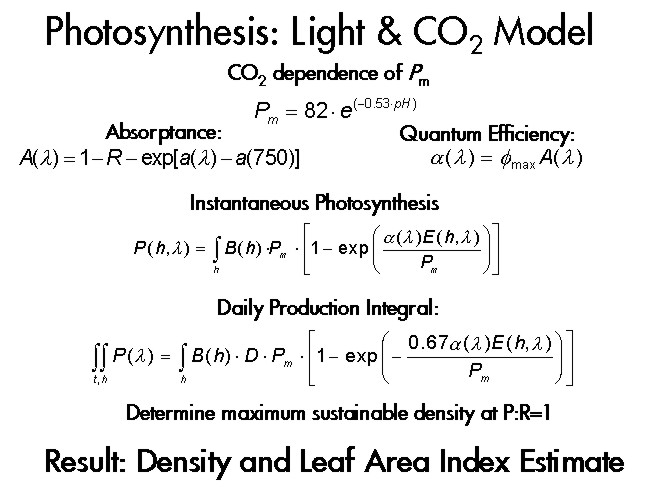 Photosynthesis: Light & CO₂ Model
CO₂ dependence of Pₘ
Pₘ = 82 · e^(−0.53·pH)
Absorptance:
A(λ) = 1 − R − exp[a(λ) − a(750)]
Quantum Efficiency:
α(λ) = ϕmax A(λ)
Instantaneous Photosynthesis
P(h,λ) = ∫h B(h)·Pₘ · [1 − exp(α(λ)E(h,λ) / Pₘ)]
Daily Production Integral:
∬t,h P(λ) = ∫h B(h) · D · Pₘ · [1 − exp(− 0.67α(λ)E(h,λ) / Pₘ)]
Determine maximum sustainable density at P:R=1
Result: Density and Leaf Area Index Estimate